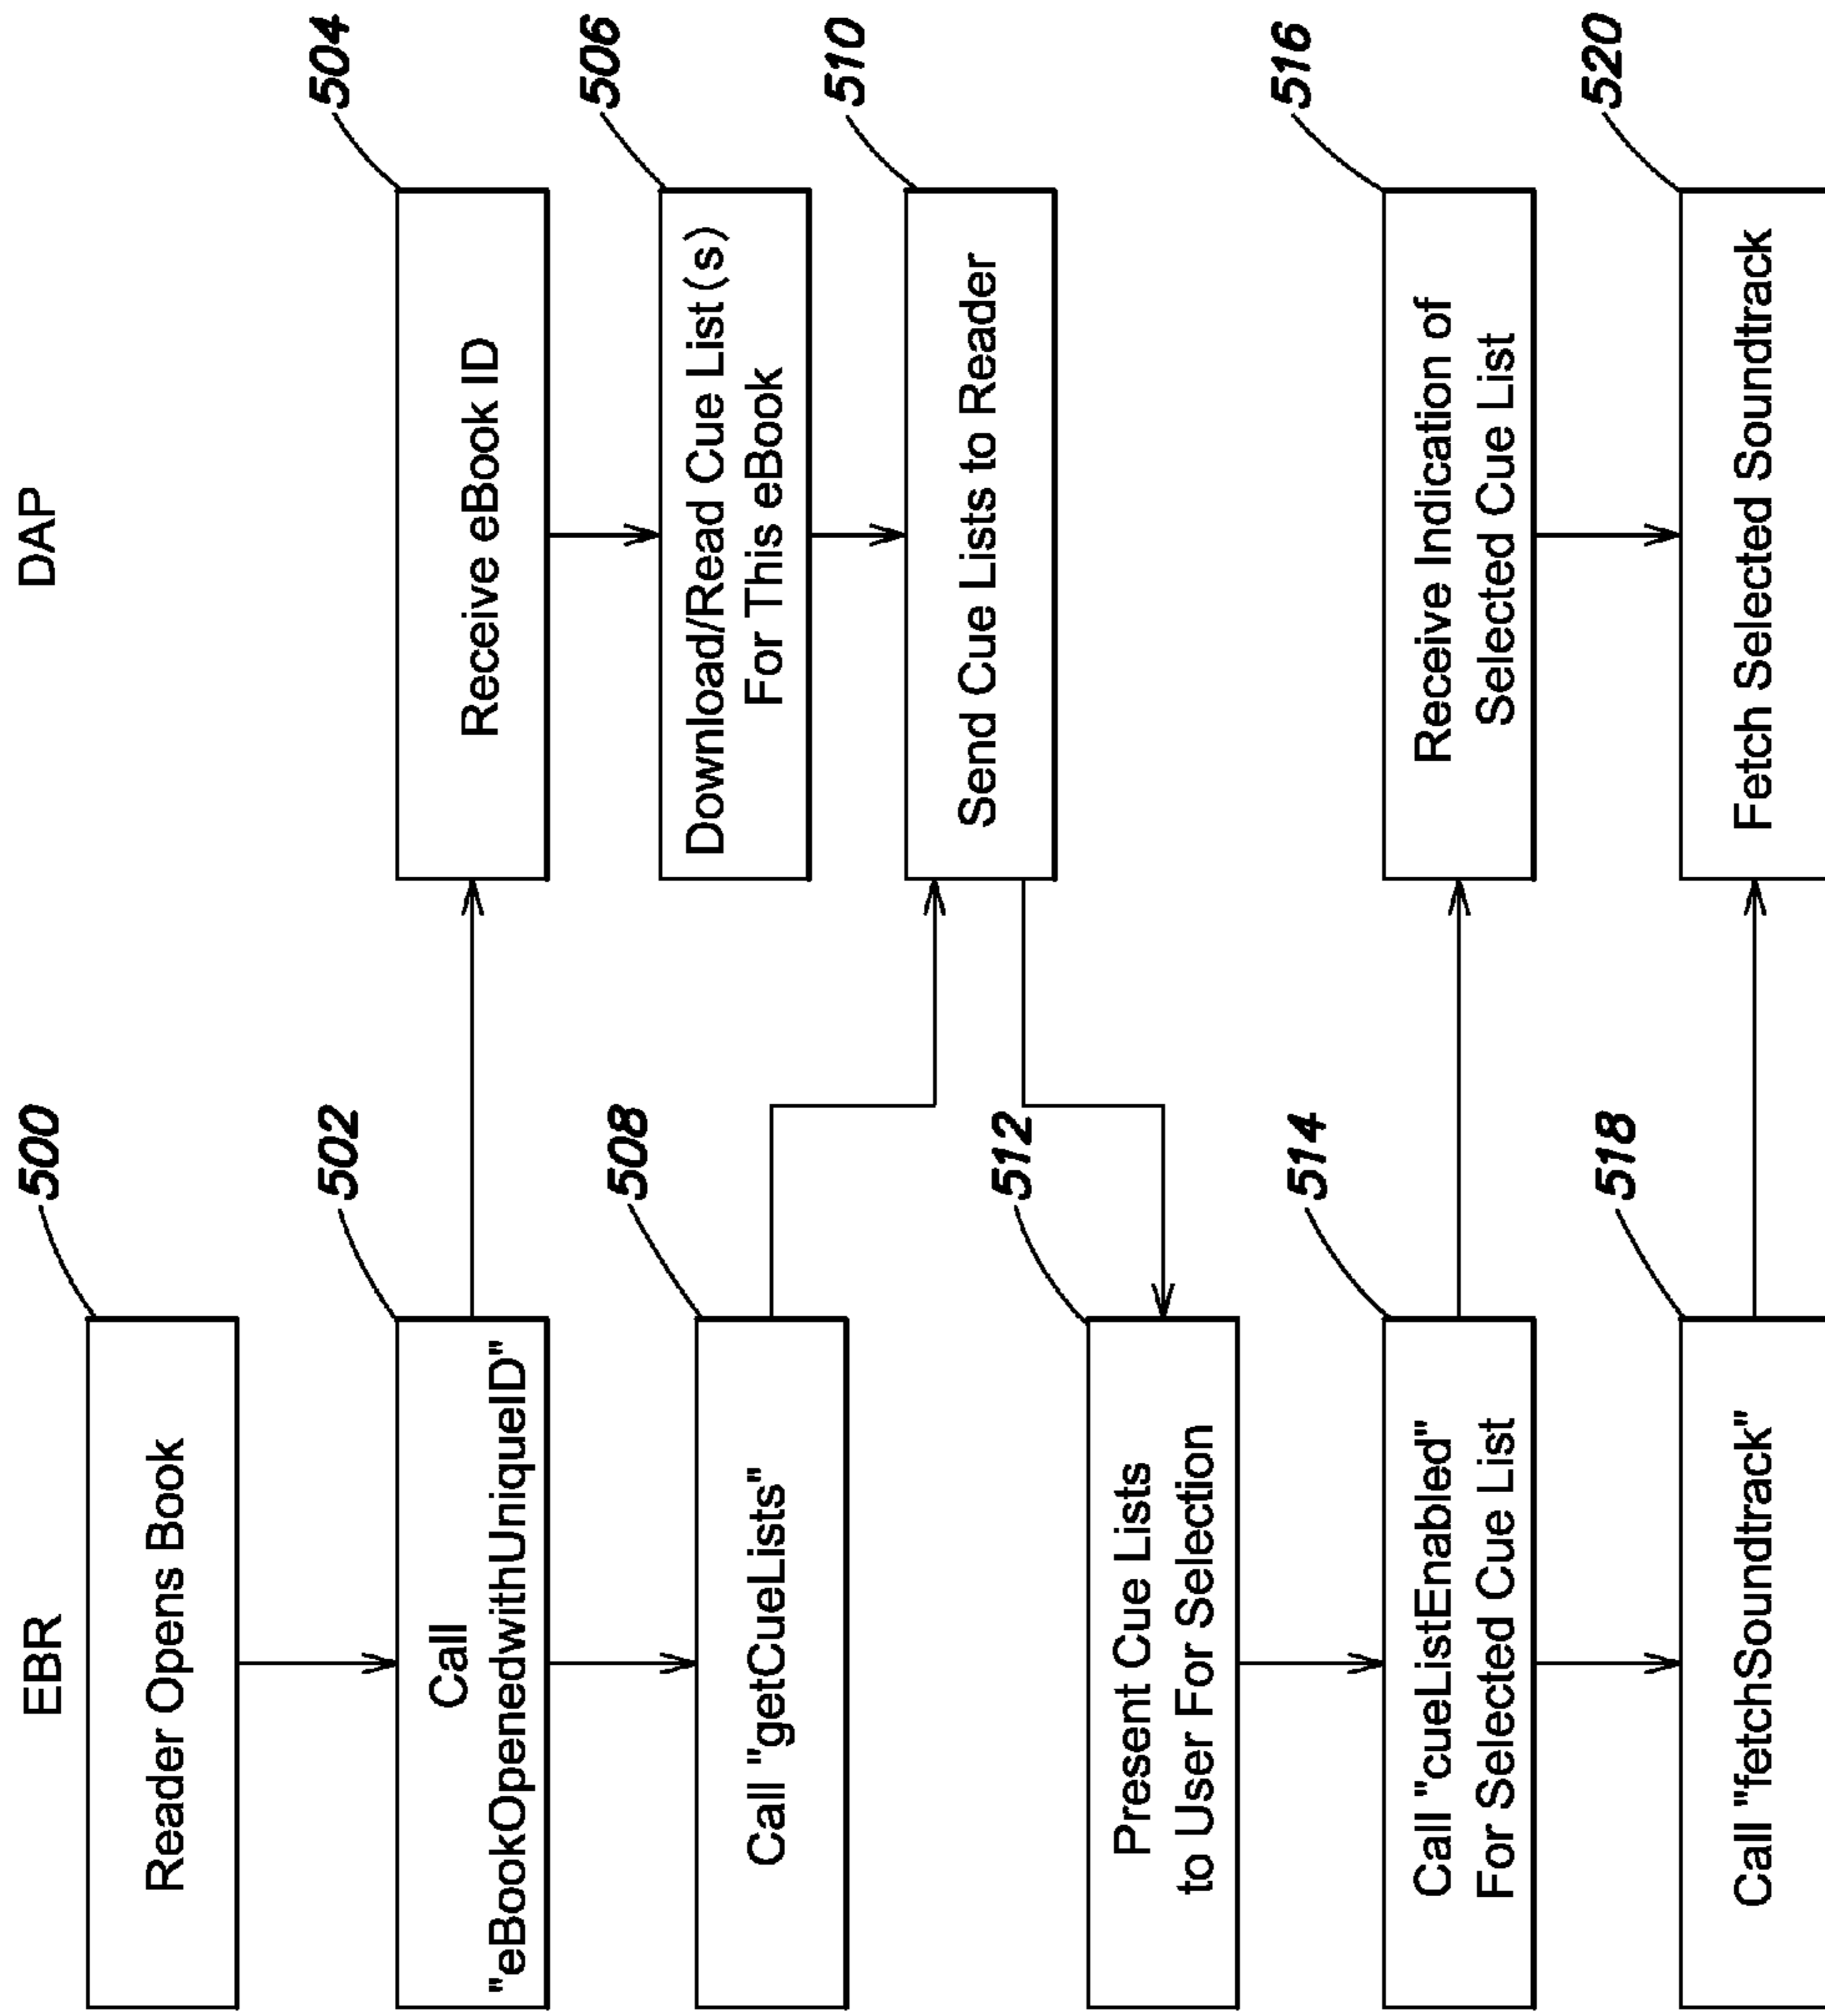 EBR
DAP
500
Reader Opens Book
502
Call
"eBookOpenedwithUniqueID"
504
Receive eBook ID
506
Download/Read Cue List(s)
For This eBook
508
Call "getCueLists"
510
Send Cue Lists to Reader
512
Present Cue Lists
to User For Selection
514
Call "cueListEnabled"
For Selected Cue List
516
Receive Indication of
Selected Cue List
518
Call "fetchSoundtrack"
520
Fetch Selected Soundtrack